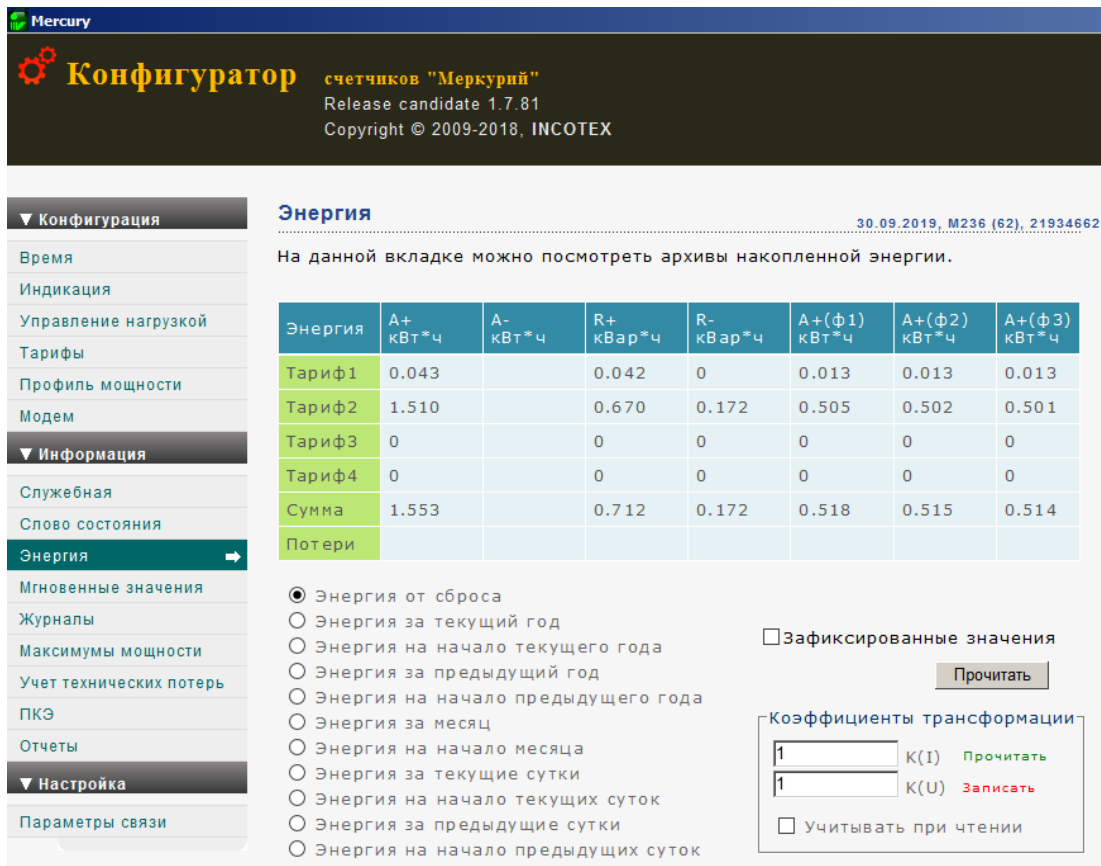 Mercury
Конфигуратор счетчиков "Меркурий"
Release candidate 1.7.81
Copyright © 2009-2018, INCOTEX
▼ Конфигурация
Время
Индикация
Управление нагрузкой
Тарифы
Профиль мощности
Модем
▼ Информация
Служебная
Слово состояния
Энергия
Мгновенные значения
Журналы
Максимумы мощности
Учет технических потерь
ПКЭ
Отчеты
▼ Настройка
Параметры связи
Энергия
30.09.2019, M236 (62), 21934662
На данной вкладке можно посмотреть архивы накопленной энергии.
Энергия A+ кВт*ч A- кВт*ч R+ кВар*ч R- кВар*ч A+(ф1) кВт*ч A+(ф2) кВт*ч A+(ф3) кВт*ч
Тариф1 0.043 0.042 0 0.013 0.013 0.013
Тариф2 1.510 0.670 0.172 0.505 0.502 0.501
Тариф3 0 0 0 0 0 0
Тариф4 0 0 0 0 0 0
Сумма 1.553 0.712 0.172 0.518 0.515 0.514
Потери
Энергия от сброса
Энергия за текущий год
Энергия на начало текущего года
Энергия за предыдущий год
Энергия на начало предыдущего года
Энергия за месяц
Энергия на начало месяца
Энергия за текущие сутки
Энергия на начало текущих суток
Энергия за предыдущие сутки
Энергия на начало предыдущих суток
Зафиксированные значения
Прочитать
Коэффициенты трансформации
1 K(I) Прочитать
1 K(U) Записать
Учитывать при чтении